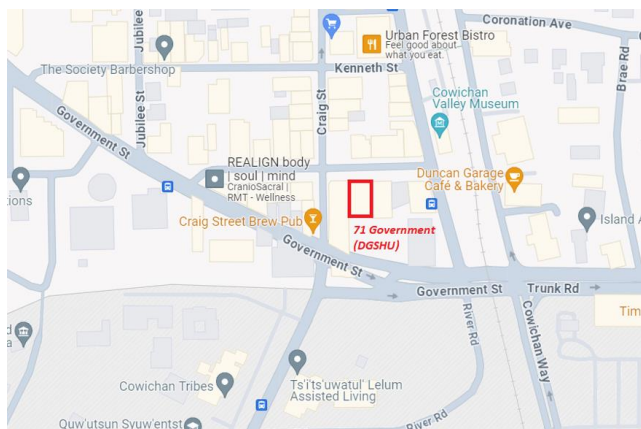 Coronation Ave
Urban Forest Bistro
Feel good about
what you eat.
Jubilee
The Society Barbershop
Kenneth St
Brae Rd
Cowichan
Valley Museum
Government St
Jubilee St
Craig St
REALIGN body
| soul | mind
CranioSacral |
RMT - Wellness
Duncan Garage
Café & Bakery
Craig Street Brew Pub
71 Government
(DGSHU)
Island
Government St
Government St
Trunk Rd
Tim
River Rd
Cowichan Way
Cowichan Tribes
Ts'i'ts'uwatul' Lelum
Assisted Living
Quw'utsun Syuw'entst
River Rd